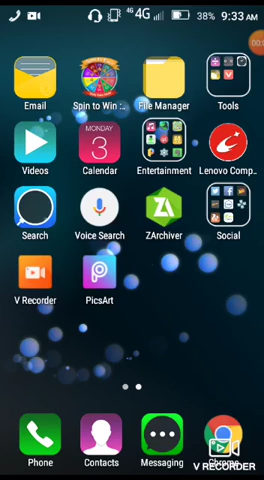 4G 4G 38% 9:33 AM
Email Spin to Win :.. File Manager Tools
MONDAY
3
Videos Calendar Entertainment Lenovo Comp..
Search Voice Search ZArchiver Social
V Recorder PicsArt
Phone Contacts Messaging Chrome
V RECORDER